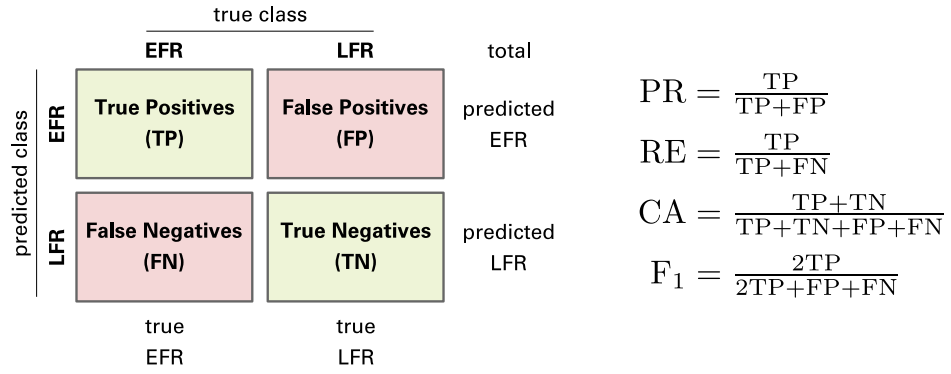 true class
EFR LFR total
predicted class
EFR
True Positives
(TP)
False Positives
(FP)
predicted
EFR
LFR
False Negatives
(FN)
True Negatives
(TN)
predicted
LFR
true
EFR
true
LFR
PR = TP / TP+FP
RE = TP / TP+FN
CA = TP+TN / TP+TN+FP+FN
F₁ = 2TP / 2TP+FP+FN